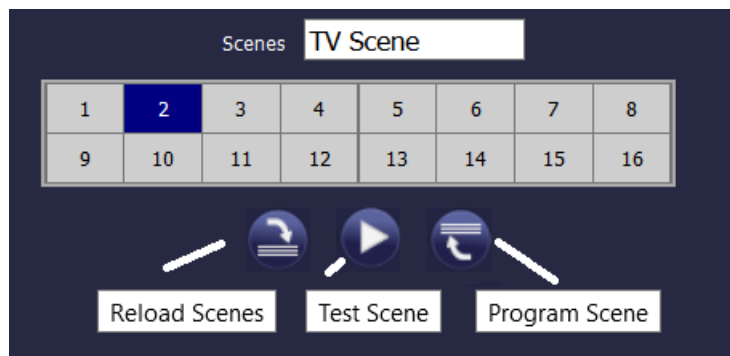 Scenes TV Scene
1 2 3 4 5 6 7 8
9 10 11 12 13 14 15 16
Reload Scenes Test Scene Program Scene